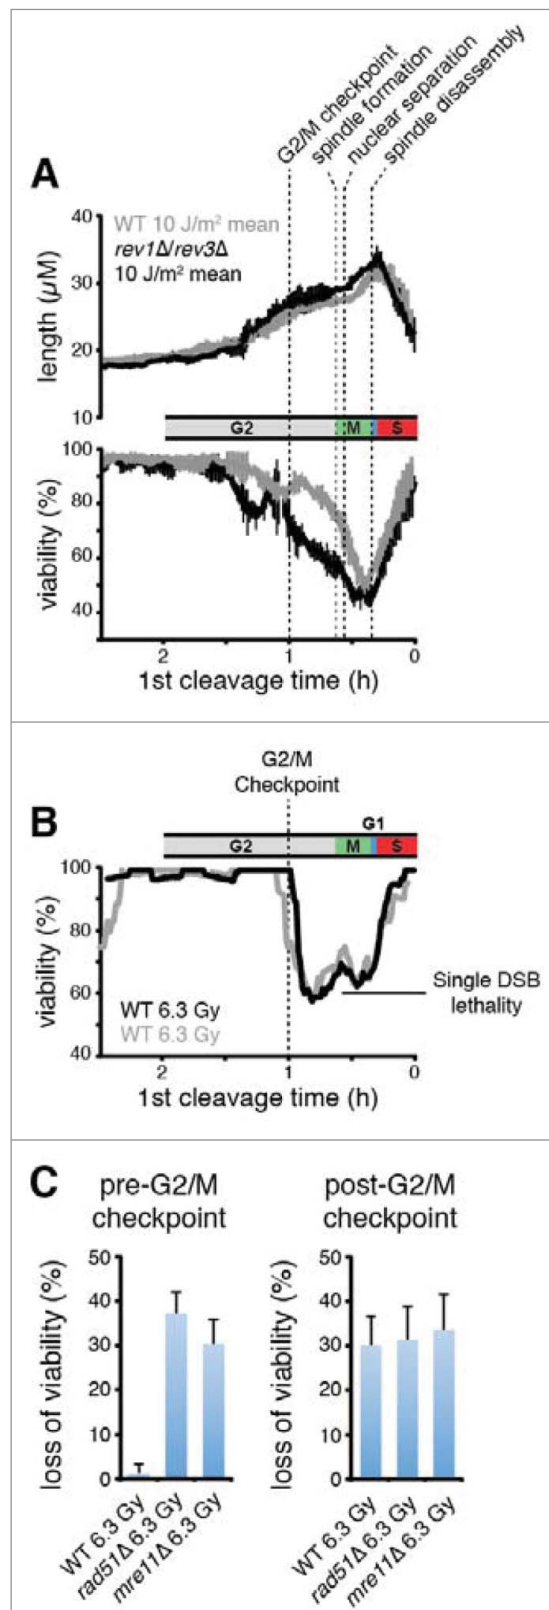 G2/M checkpoint
spindle formation
nuclear separation
spindle disassembly
A
40
30
20
10
length (µM)
WT 10 J/m² mean
rev1Δ/rev3Δ
10 J/m² mean
G2
M
S
100
80
60
40
viability (%)
2
1
0
1st cleavage time (h)
G2/M
Checkpoint
B
G1
G2
M
S
100
80
60
40
viability (%)
WT 6.3 Gy
WT 6.3 Gy
Single DSB
lethality
2
1
0
1st cleavage time (h)
C
pre-G2/M
checkpoint
50
40
30
20
10
0
loss of viability (%)
WT 6.3 Gy
rad51Δ 6.3 Gy
mre11Δ 6.3 Gy
post-G2/M
checkpoint
50
40
30
20
10
0
loss of viability (%)
WT 6.3 Gy
rad51Δ 6.3 Gy
mre11Δ 6.3 Gy